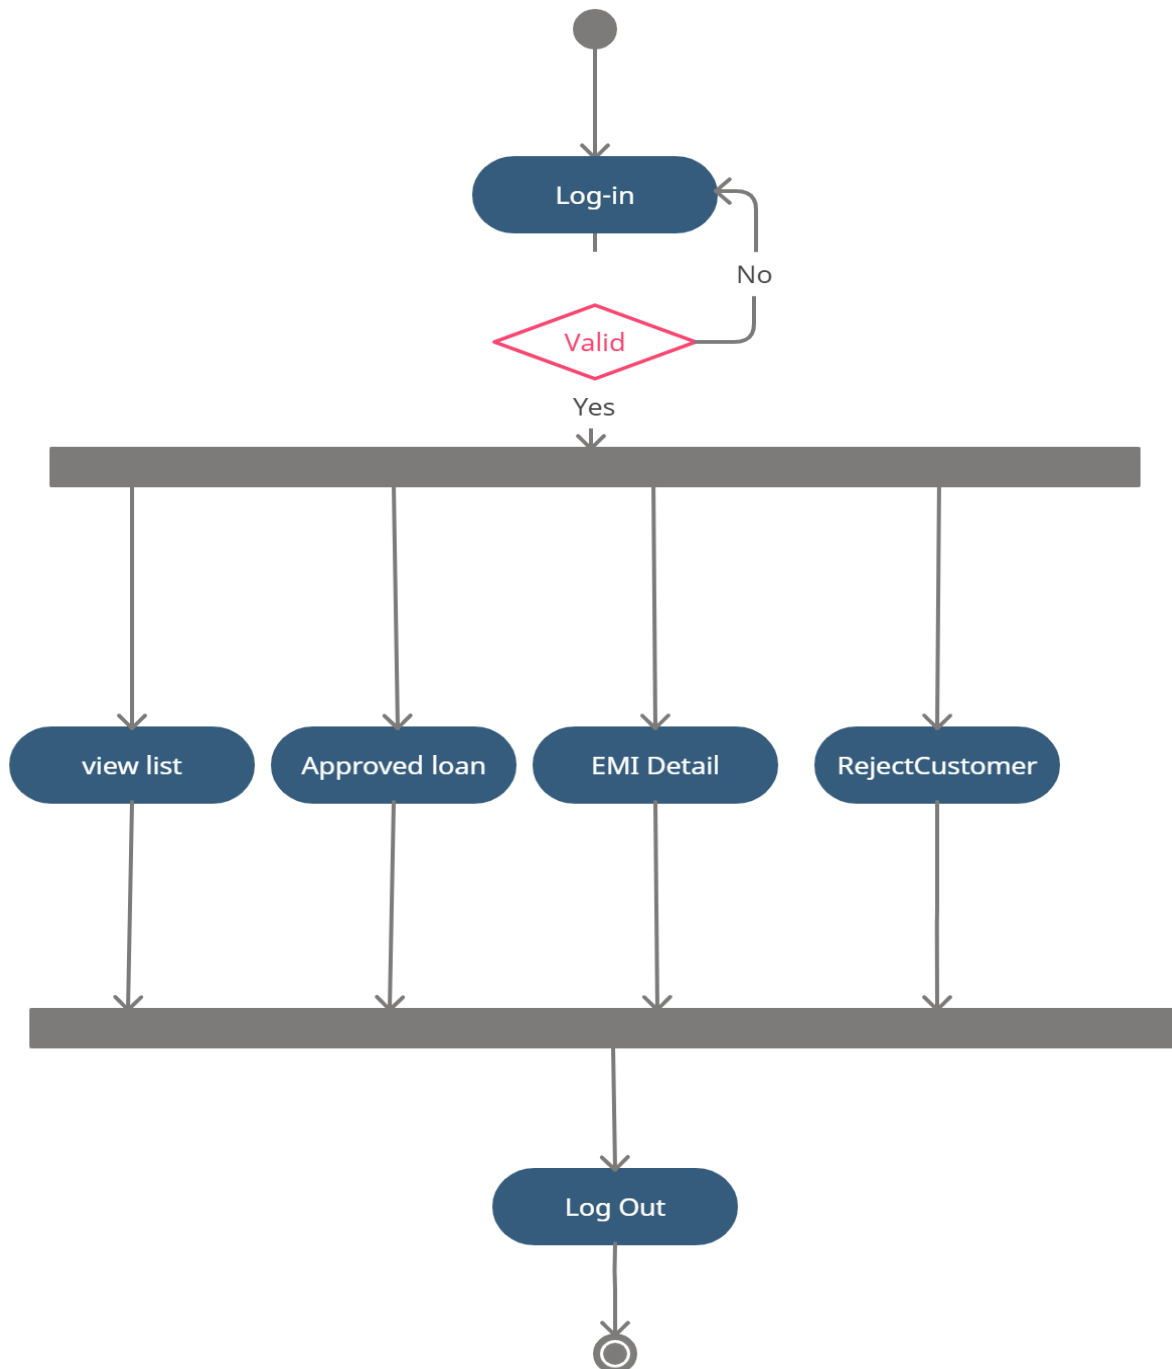 Log-in
No
Valid
Yes
view list
Approved loan
EMI Detail
RejectCustomer
Log Out